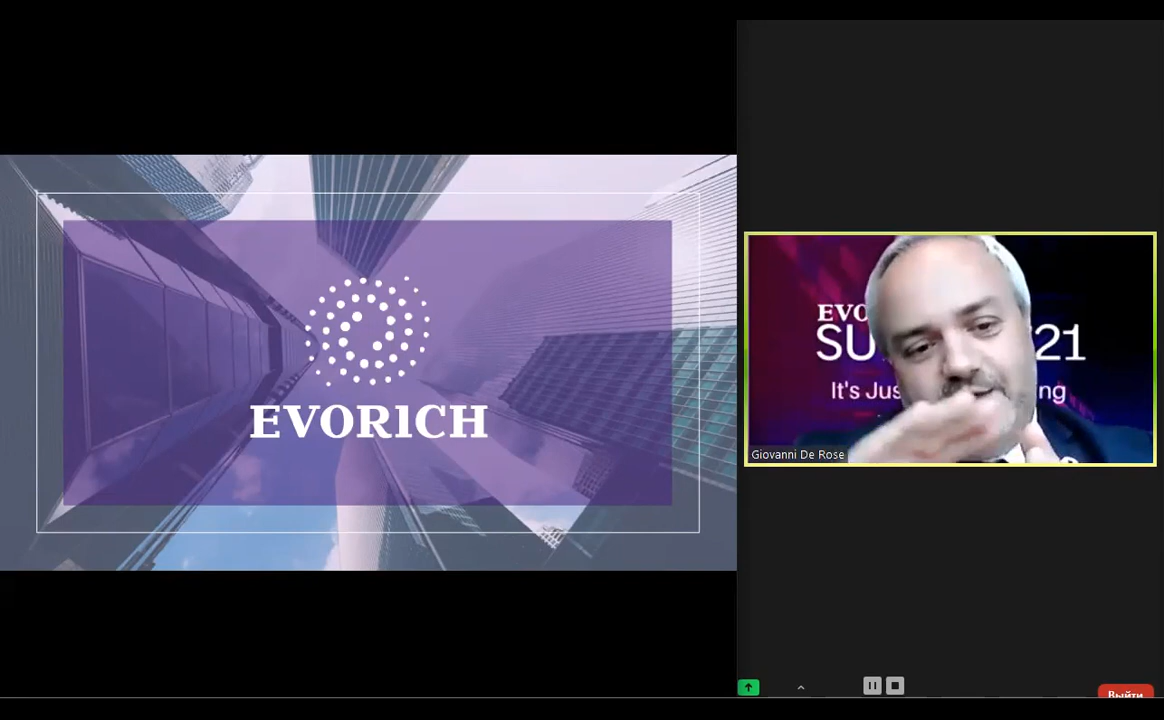 EVORICH
EVO
SU 21
It's Jus ng
Giovanni De Rose
Выйти